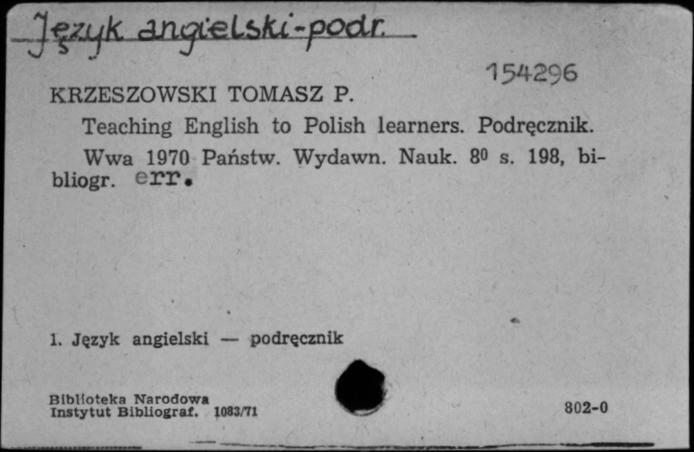 Język angielski-podr.
154296
KRZESZOWSKI TOMASZ P.
Teaching English to Polish learners. Podręcznik.
Wwa 1970 Państw. Wydawn. Nauk. 8⁰ s. 198, bi-
bliogr. err.
1. Język angielski — podręcznik
Biblioteka Narodowa
Instytut Bibliograf. 1083/71
802-0